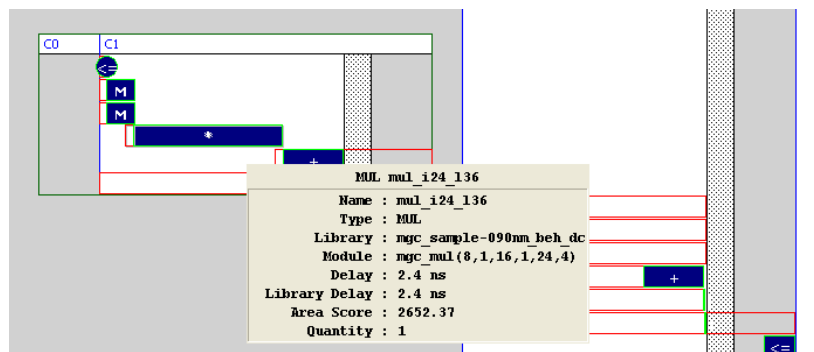 C0 C1
<=
M
M
*
+
MUL mul_i24_l36
Name : mul_i24_l36
Type : MUL
Library : mgc_sample-090nm_beh_dc
Module : mgc_mul(8,1,16,1,24,4)
Delay : 2.4 ns
+
Library Delay : 2.4 ns
Area Score : 2652.37
Quantity : 1
<=